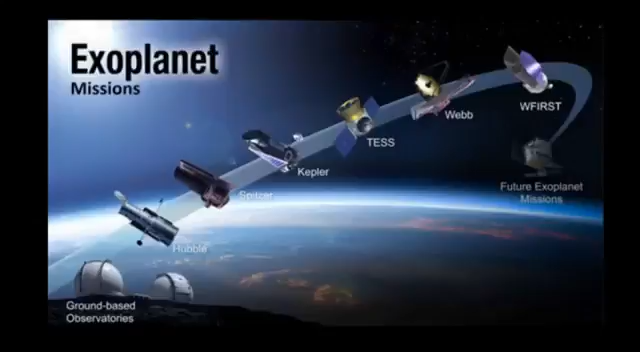 Exoplanet
Missions
WFIRST
Webb
TESS
Kepler
Spitzer
Hubble
Future Exoplanet
Missions
Ground-based
Observatories